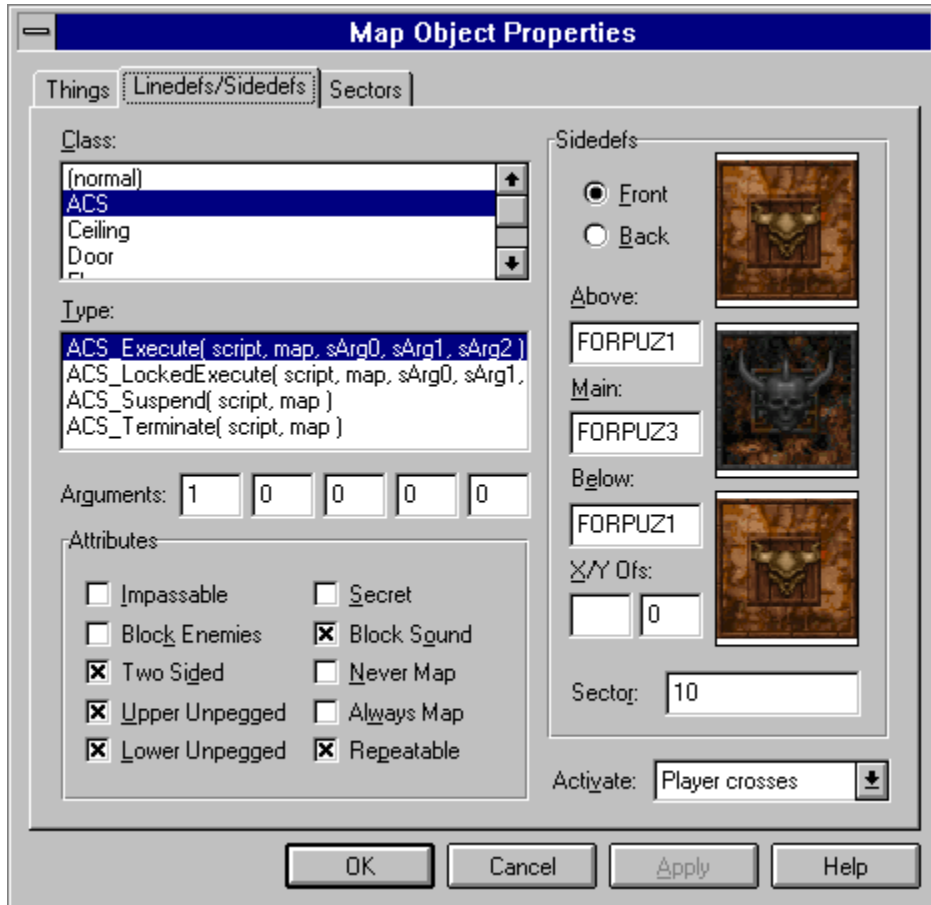 Map Object Properties
Things Linedefs/Sidedefs Sectors
Class:
(normal)
ACS
Ceiling
Door
Type:
ACS_Execute( script, map, sArg0, sArg1, sArg2 )
ACS_LockedExecute( script, map, sArg0, sArg1,
ACS_Suspend( script, map )
ACS_Terminate( script, map )
Arguments: 1 0 0 0 0
Attributes
Impassable Secret
Block Enemies Block Sound
Two Sided Never Map
Upper Unpegged Always Map
Lower Unpegged Repeatable
Sidedefs
Front
Back
Above:
FORPUZ1
Main:
FORPUZ3
Below:
FORPUZ1
X/Y Ofs:
0
Sector: 10
Activate: Player crosses
OK Cancel Apply Help